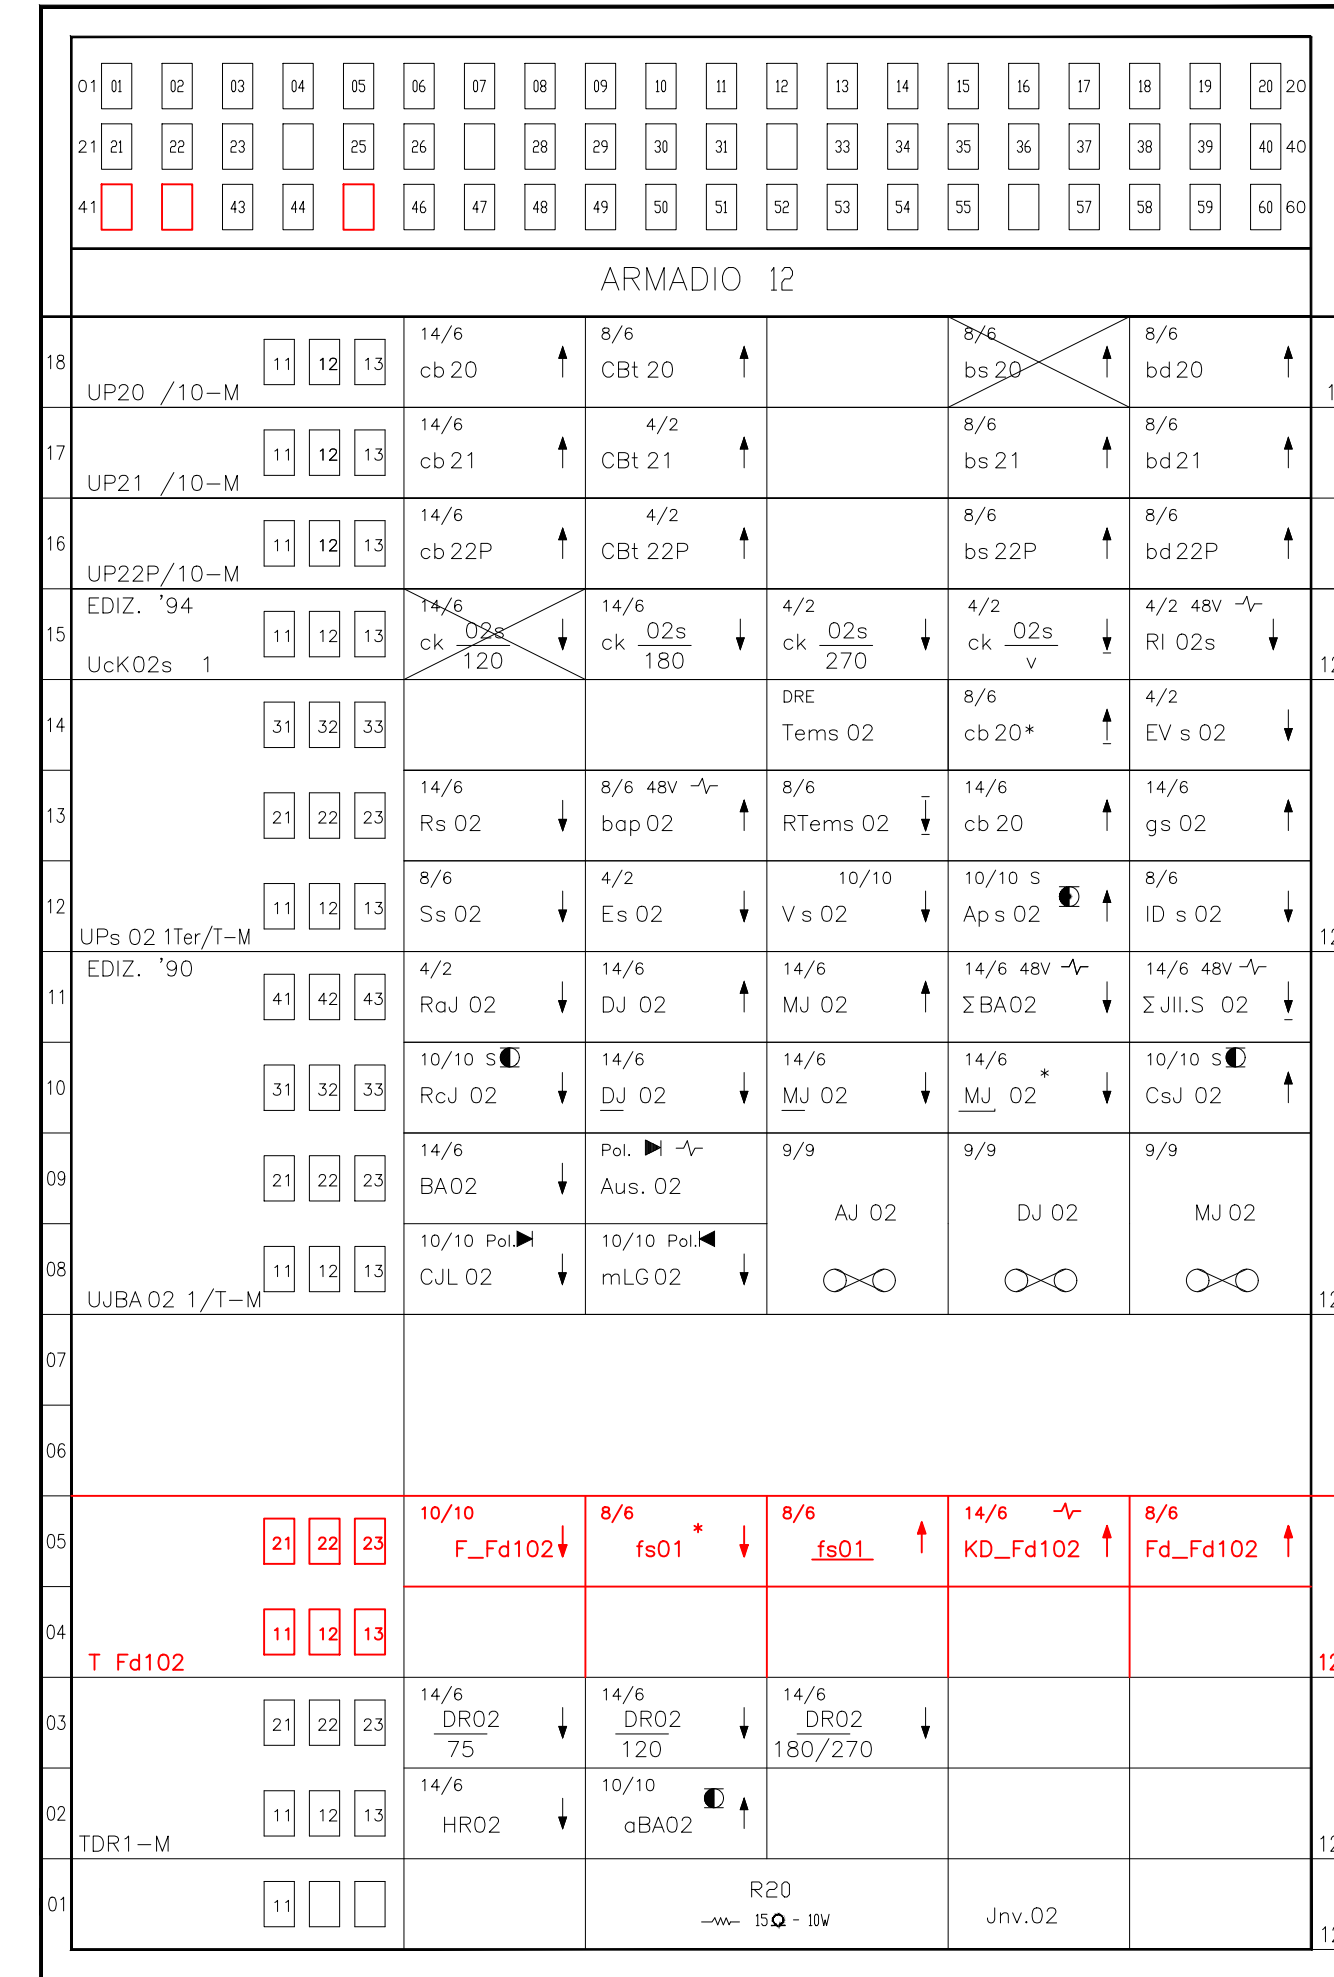 01 01 02 03 04 05 06 07 08 09 10 11 12 13 14 15 16 17 18 19 20 20
21 21 22 23 25 26 28 29 30 31 33 34 35 36 37 38 39 40 40
41 43 44 46 47 48 49 50 51 52 53 54 55 57 58 59 60 60
ARMADIO 12
14/6 8/6 8/6 8/6
18 11 12 13 cb 20 CBt 20 bs 20 bd 20
UP20 /10-M
14/6 4/2 8/6 8/6
17 11 12 13 cb 21 CBt 21 bs 21 bd 21
UP21 /10-M
14/6 4/2 8/6 8/6
16 11 12 13 cb 22P CBt 22P bs 22P bd 22P
UP22P/10-M
EDIZ. '94 14/6 14/6 4/2 4/2 4/2 48V
15 11 12 13 ck 02s ck 02s ck 02s ck 02s RI 02s
UcK02s 1 120 180 270 v
DRE 8/6 4/2
14 31 32 33 Tems 02 cb 20* EV s 02
14/6 8/6 48V 8/6 14/6 14/6
13 21 22 23 Rs 02 bap 02 RTems 02 cb 20 gs 02
8/6 4/2 10/10 10/10 S 8/6
12 11 12 13 Ss 02 Es 02 V s 02 Ap s 02 ID s 02
UPs 02 1Ter/T-M
EDIZ. '90 4/2 14/6 14/6 14/6 48V 14/6 48V
11 41 42 43 RaJ 02 DJ 02 MJ 02 ΣBA02 ΣJII.S 02
10/10 S 14/6 14/6 14/6 10/10 S
10 31 32 33 RcJ 02 DJ 02 MJ 02 MJ 02 * CsJ 02
14/6 Pol. 9/9 9/9 9/9
09 21 22 23 BA02 Aus. 02
AJ 02 DJ 02 MJ 02
10/10 Pol. 10/10 Pol.
08 11 12 13 CJL 02 mLG 02
UJBA 02 1/T-M
07
06
10/10 8/6 8/6 14/6 8/6
05 21 22 23 F_Fd102 fs01 * fs01 KD_Fd102 Fd_Fd102
04 11 12 13
T Fd102
14/6 14/6 14/6
03 21 22 23 DR02 DR02 DR02
75 120 180/270
14/6 10/10
02 11 12 13 HR02 aBA02
TDR1-M
R20
01 11 15Ω - 10W Jnv.02